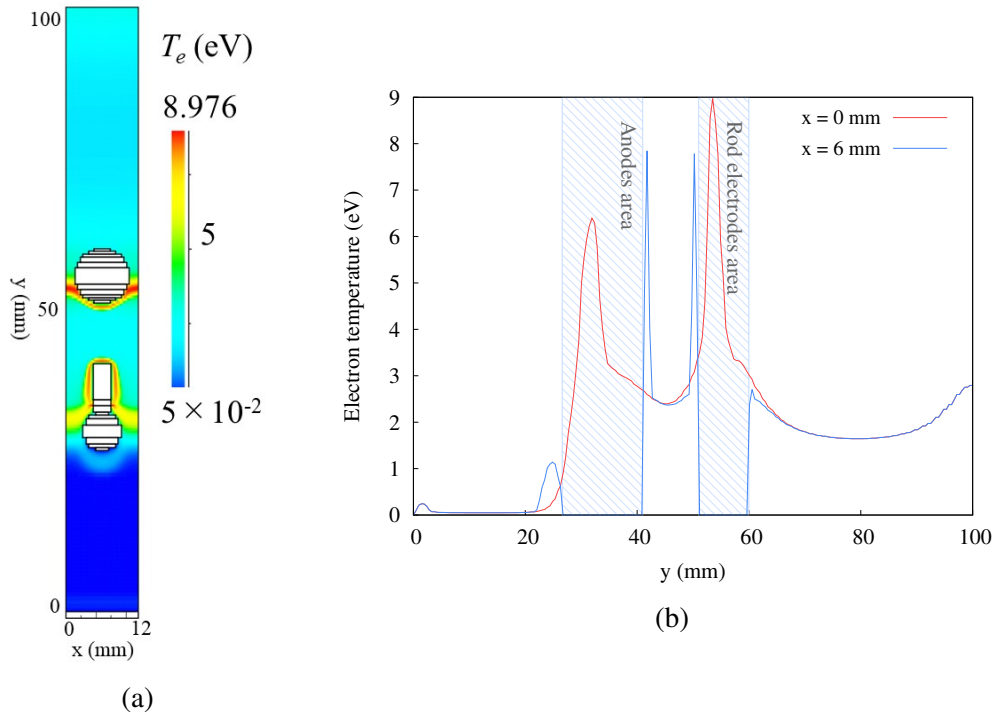 100
50
0
y (mm)
0 12
x (mm)
Te (eV)
8.976
5
5 × 10⁻²
(a)
9
8
7
6
5
4
3
2
1
0
Electron temperature (eV)
0 20 40 60 80 100
y (mm)
Anodes area
Rod electrodes area
x = 0 mm
x = 6 mm
(b)